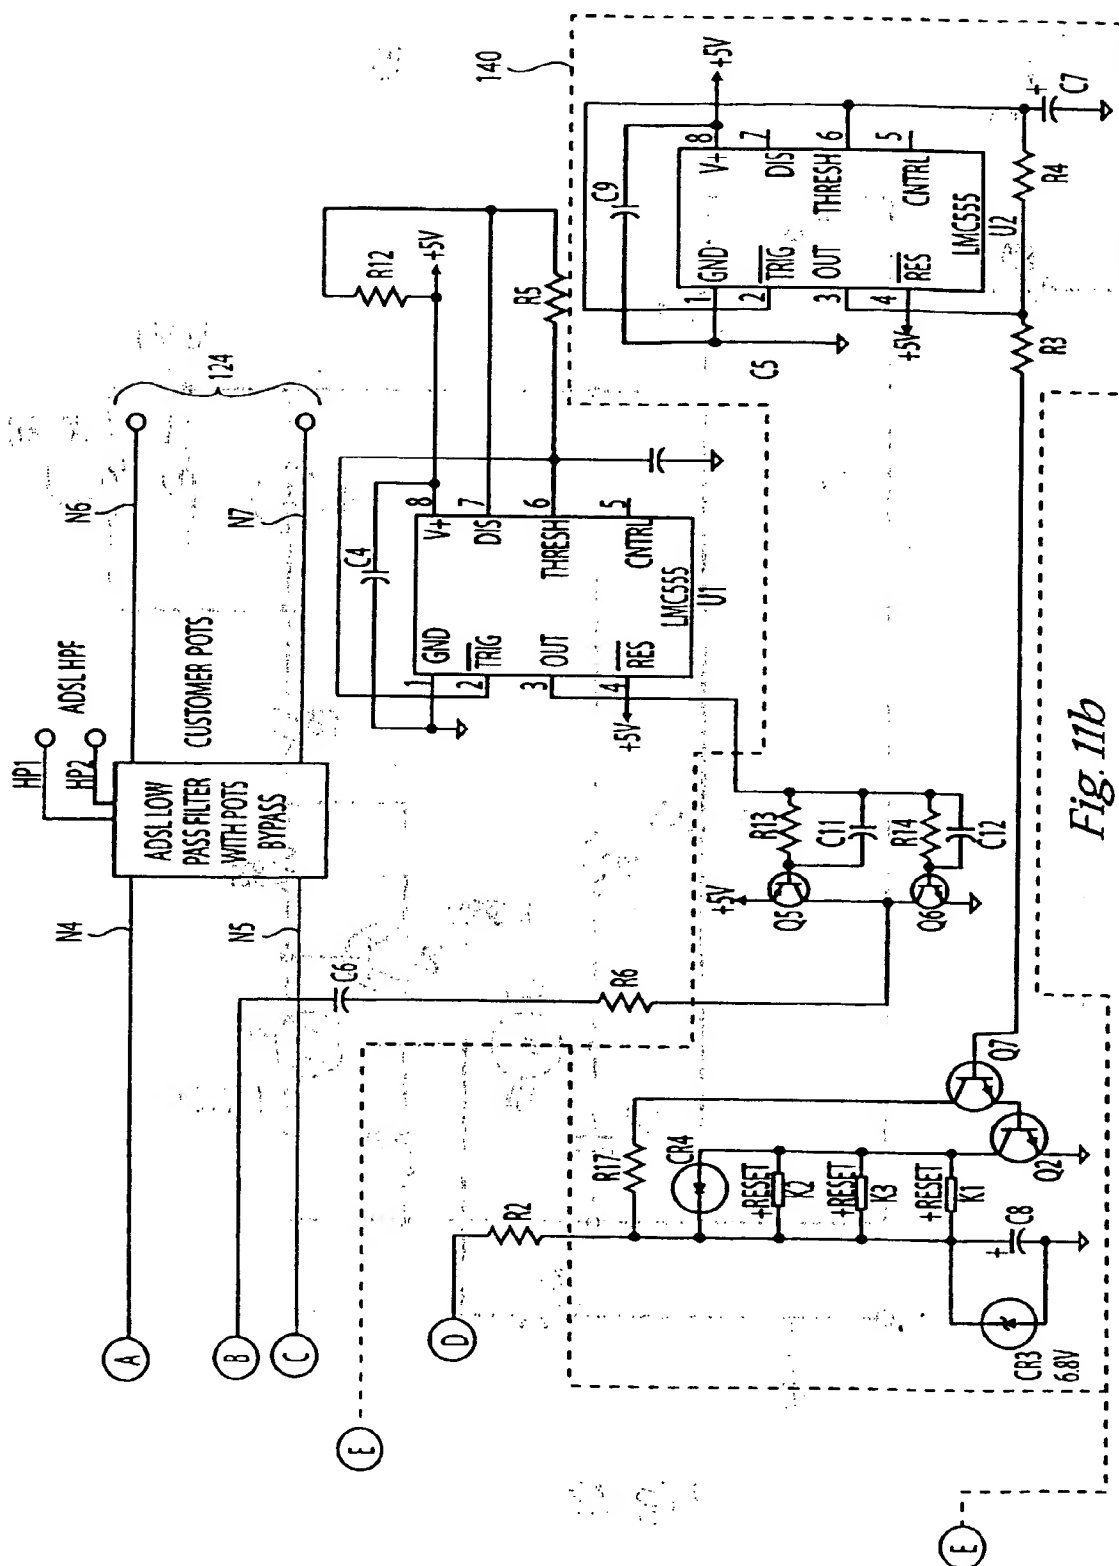 A
B
C
D
E
E
N4
N5
ADSL LOW
PASS FILTER
WITH POTS
BYPASS
HP1
HP2
ADSL HPF
CUSTOMER POTS
N6
N7
124
C6
R6
C4
1
GND
2
TRIG
3
OUT
4
RES
+5V
V+
8
DIS
7
THRESH
6
CNTRL
5
LMC555
U1
R12
+5V
R5
140
C9
1
GND
2
TRIG
3
OUT
4
RES
+5V
V+
8
DIS
7
THRESH
6
CNTRL
5
LMC555
U2
+5V
C5
R3
R4
+
C7
+5V
Q5
R13
C11
Q6
R14
C12
R2
R17
CR4
+RESET
K2
+RESET
K3
+RESET
K1
+
C8
CR3
6.8V
Q2
Q7
Fig. 11b